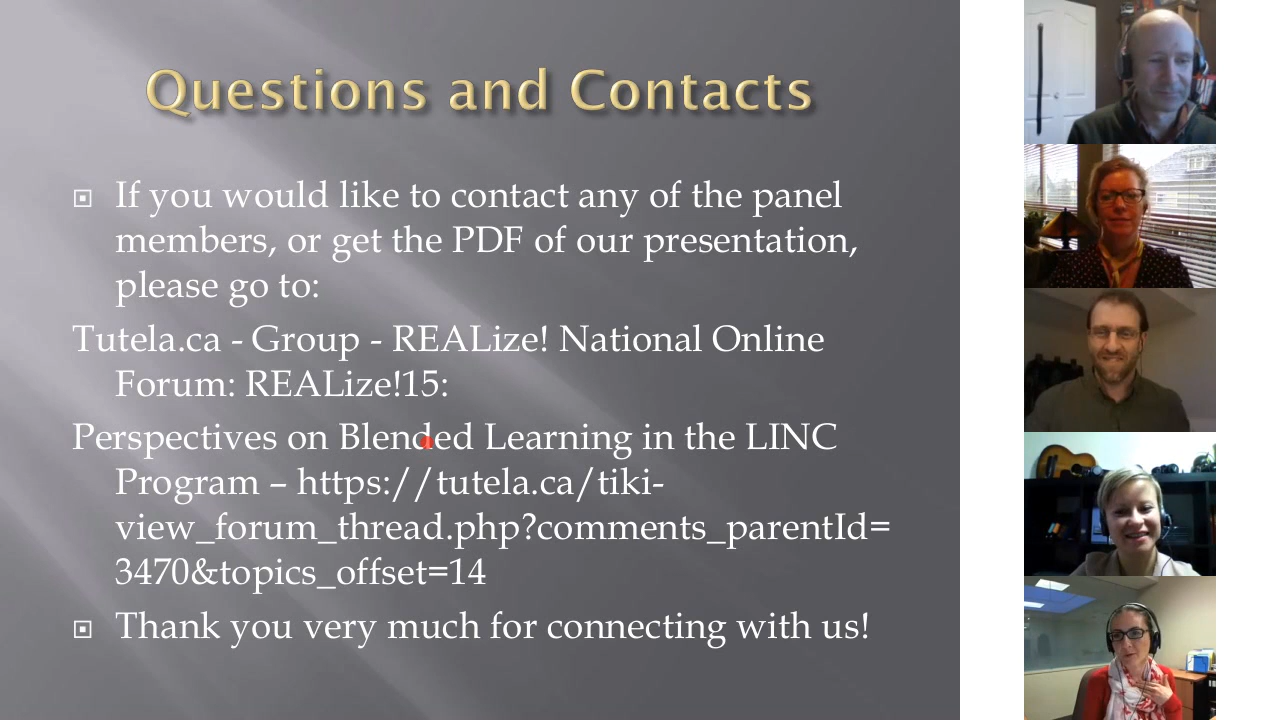 Questions and Contacts
If you would like to contact any of the panel
members, or get the PDF of our presentation,
please go to:
Tutela.ca - Group - REALize! National Online
Forum: REALize!15:
Perspectives on Blended Learning in the LINC
Program – https://tutela.ca/tiki-
view_forum_thread.php?comments_parentId=
3470&topics_offset=14
Thank you very much for connecting with us!